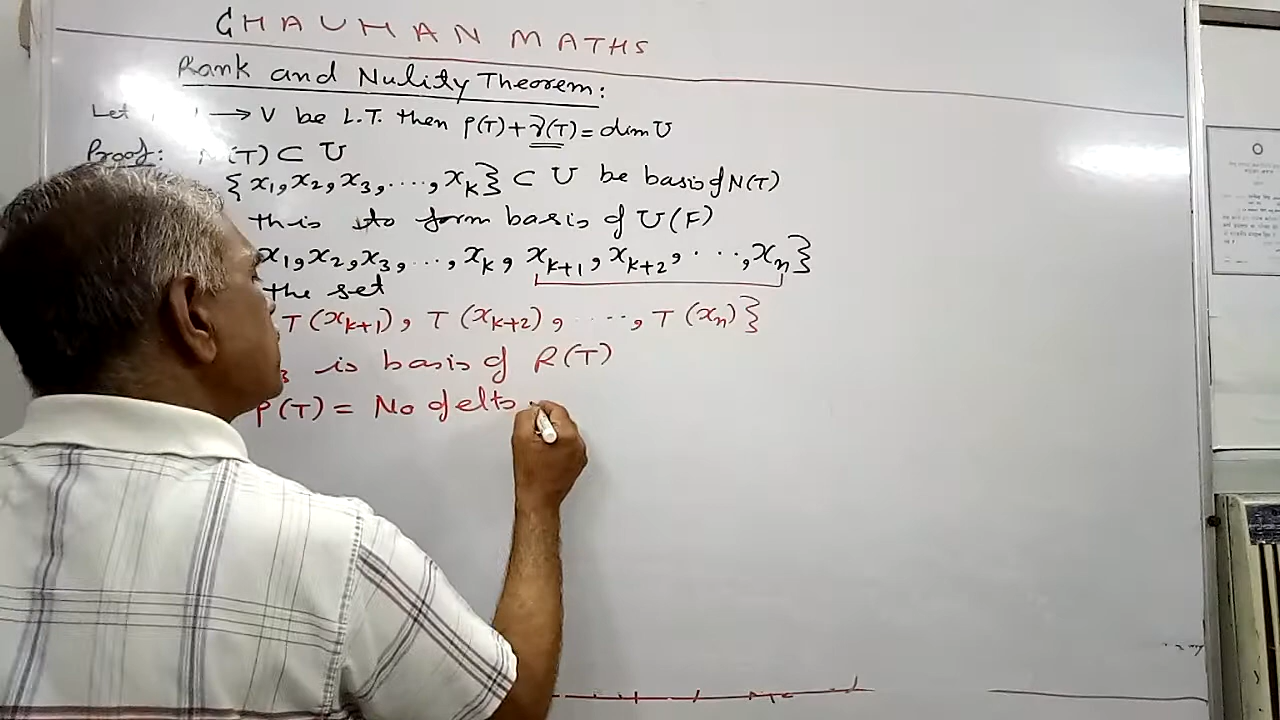 CHAUHAN MATHS
Rank and Nulity Theorem:
Let → V be L.T. then ρ(T)+γ(T)= dim U
Proof: (T) ⊂ U
{x₁, x₂, x₃, ...., x_K} ⊂ U be basis of N(T)
this to form basis of U(F)
x₁, x₂, x₃, ..., x_k, x_{k+1}, x_{k+2}, ..., x_n}
the set
T(x_{k+1}), T(x_{k+2}), ...., T(x_n)}
is basis of R(T)
ρ(T) = No of elts